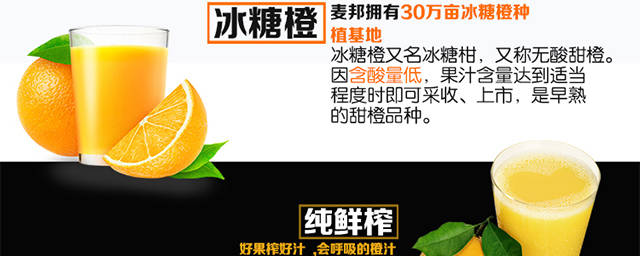 冰糖橙
麦邦拥有30万亩冰糖橙种
植基地
冰糖橙又名冰糖柑，又称无酸甜橙。
因含酸量低，果汁含量达到适当
程度时即可采收、上市，是早熟
的甜橙品种。
纯鲜榨
好果榨好汁 ,会呼吸的橙汁